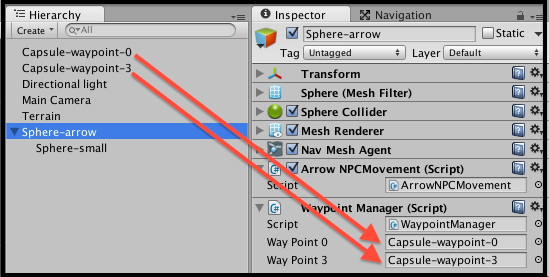 Hierarchy
Create
All
Capsule-waypoint-0
Capsule-waypoint-3
Directional light
Main Camera
Terrain
Sphere-arrow
Sphere-small
Inspector
Navigation
Sphere-arrow
Static
Tag Untagged Layer Default
Transform
Sphere (Mesh Filter)
Sphere Collider
Mesh Renderer
Nav Mesh Agent
Arrow NPCMovement (Script)
Script ArrowNPCMovement
Waypoint Manager (Script)
Script WaypointManager
Way Point 0 Capsule-waypoint-0
Way Point 3 Capsule-waypoint-3